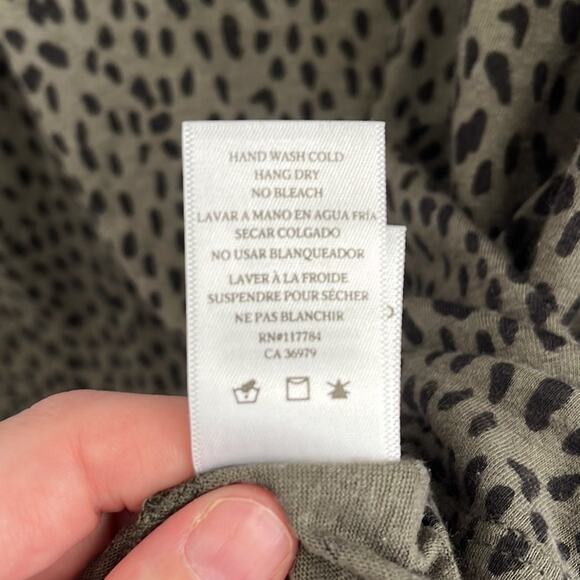 HAND WASH COLD
HANG DRY
NO BLEACH
LAVAR A MANO EN AGUA FRÍA
SECAR COLGADO
NO USAR BLANQUEADOR
LAVER À LA FROIDE
SUSPENDRE POUR SÉCHER
NE PAS BLANCHIR
RN#117784
CA 36979